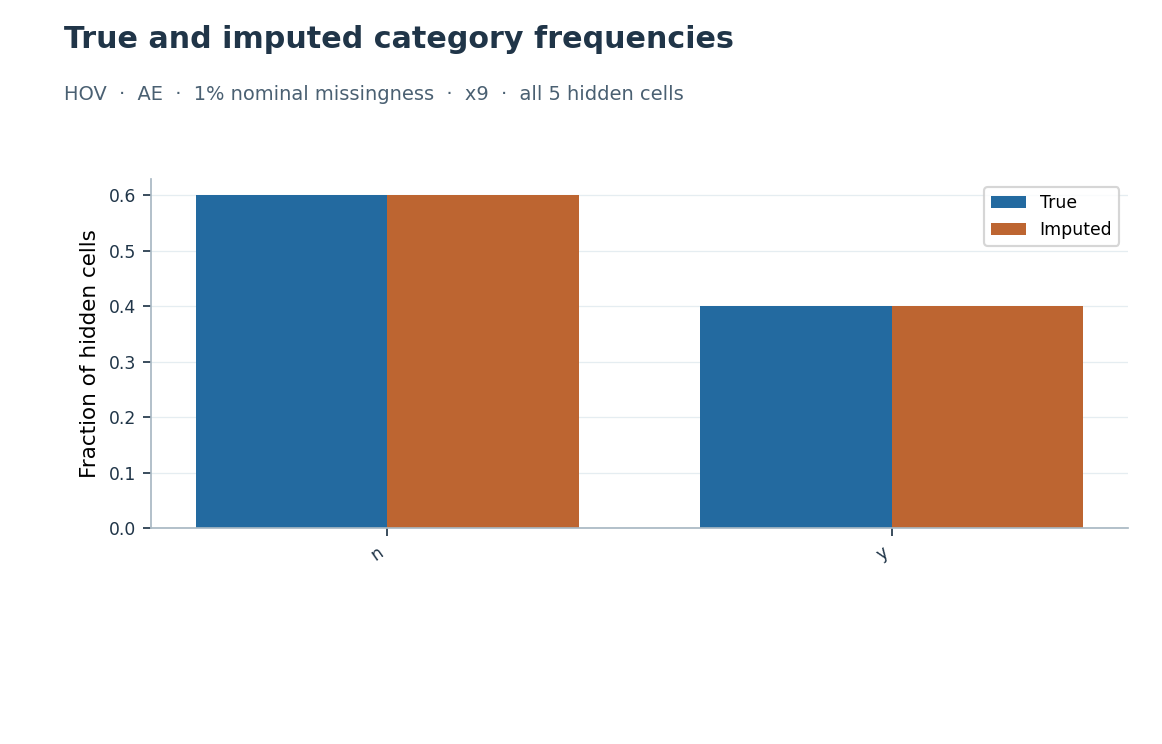 True and imputed category frequencies
HOV · AE · 1% nominal missingness · x9 · all 5 hidden cells
Fraction of hidden cells
0.6
0.5
0.4
0.3
0.2
0.1
0.0
True
Imputed
n
y